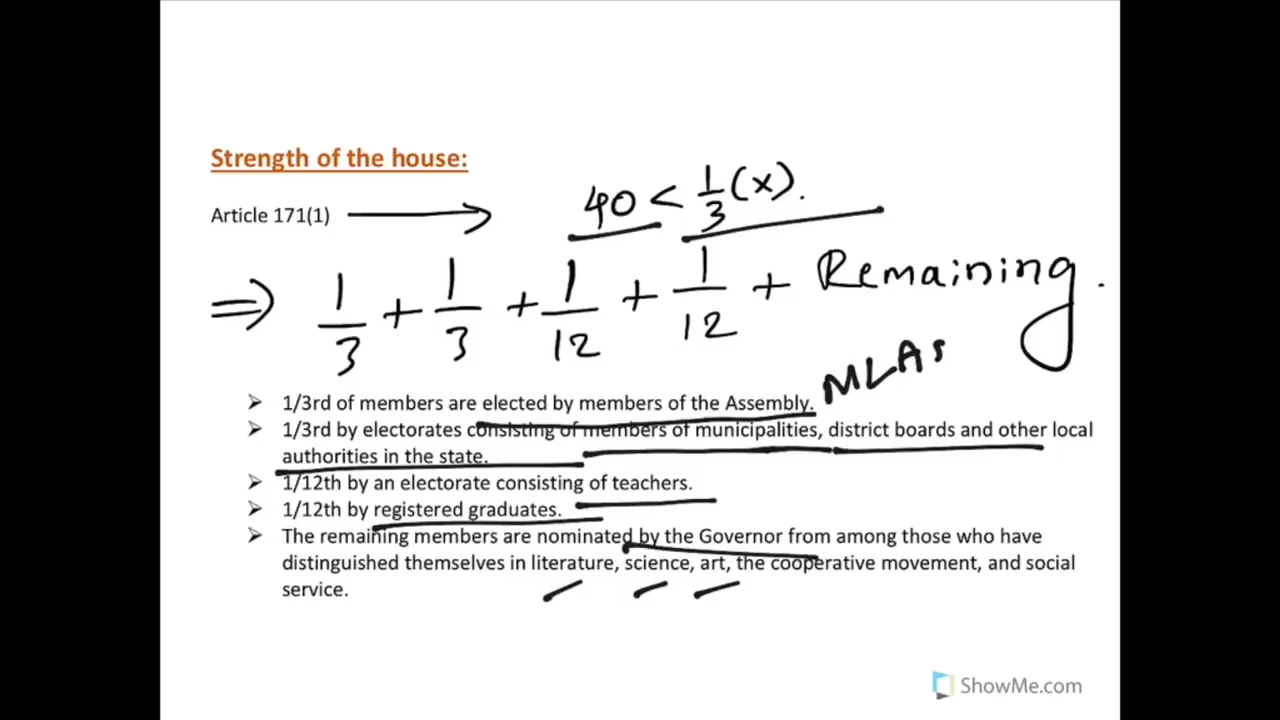 Strength of the house:
40 < 1/3 (x).
Article 171(1) ⟶
⇒ 1/3 + 1/3 + 1/12 + 1/12 + Remaining.
MLAs
➢ 1/3rd of members are elected by members of the Assembly.
➢ 1/3rd by electorates consisting of members of municipalities, district boards and other local
authorities in the state.
➢ 1/12th by an electorate consisting of teachers.
➢ 1/12th by registered graduates.
➢ The remaining members are nominated by the Governor from among those who have
distinguished themselves in literature, science, art, the cooperative movement, and social
service.
ShowMe.com